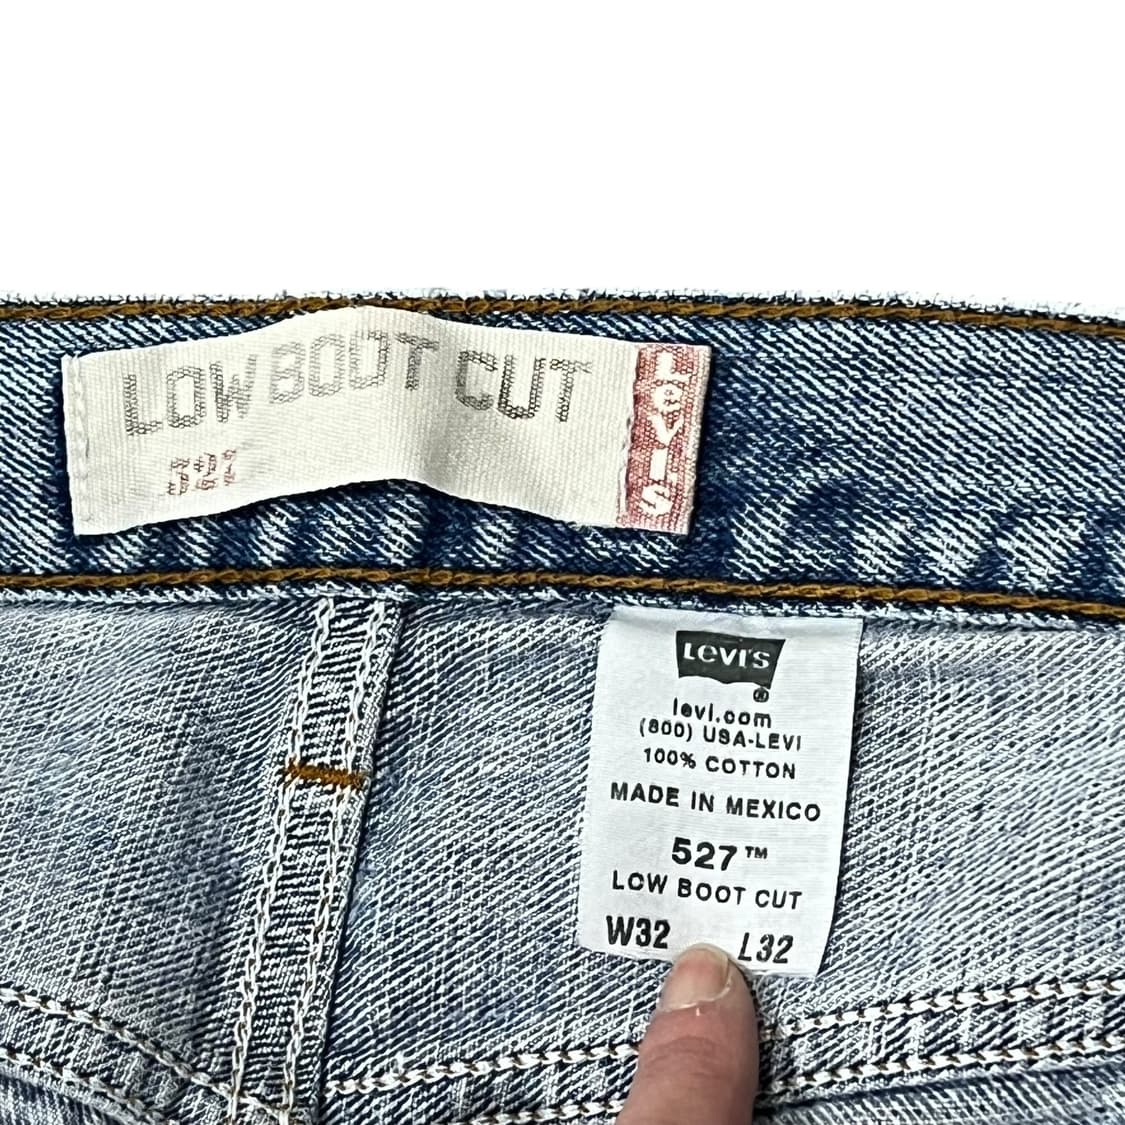 LOW BOOT CUT
LEVI'S
LEVI'S
®
levi.com
(800) USA-LEVI
100% COTTON
MADE IN MEXICO
527™
LOW BOOT CUT
W32 L32